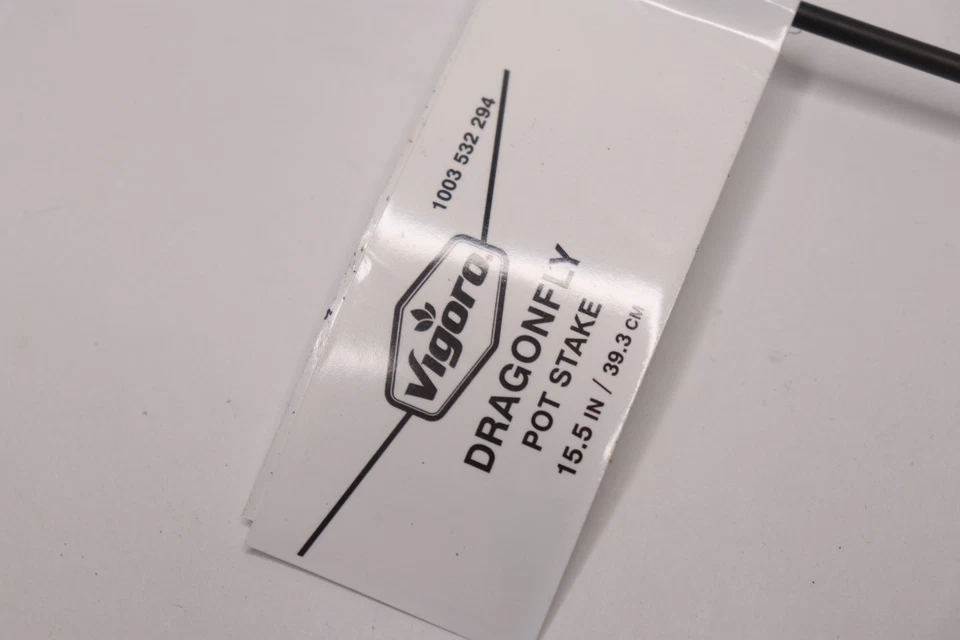 1003 532 294
Vigoro®
DRAGONFLY
POT STAKE
15.5 IN / 39.3 CM